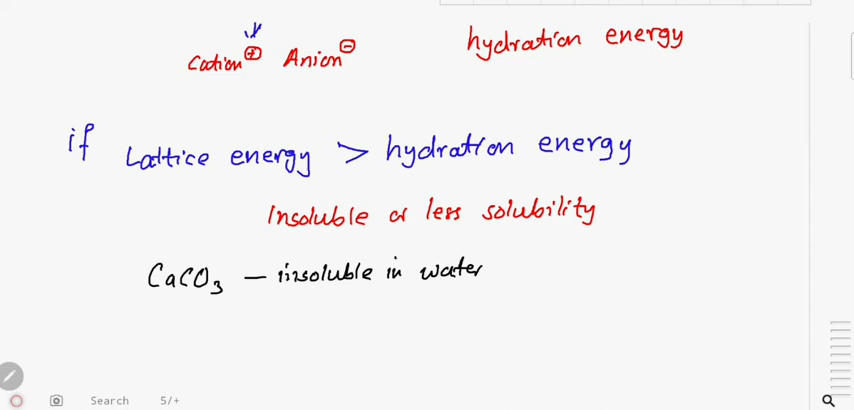 Cation + Anion −
hydration energy
if Lattice energy > hydration energy
Insoluble or less solubility
CaCO3 — insoluble in water
Search 5/+